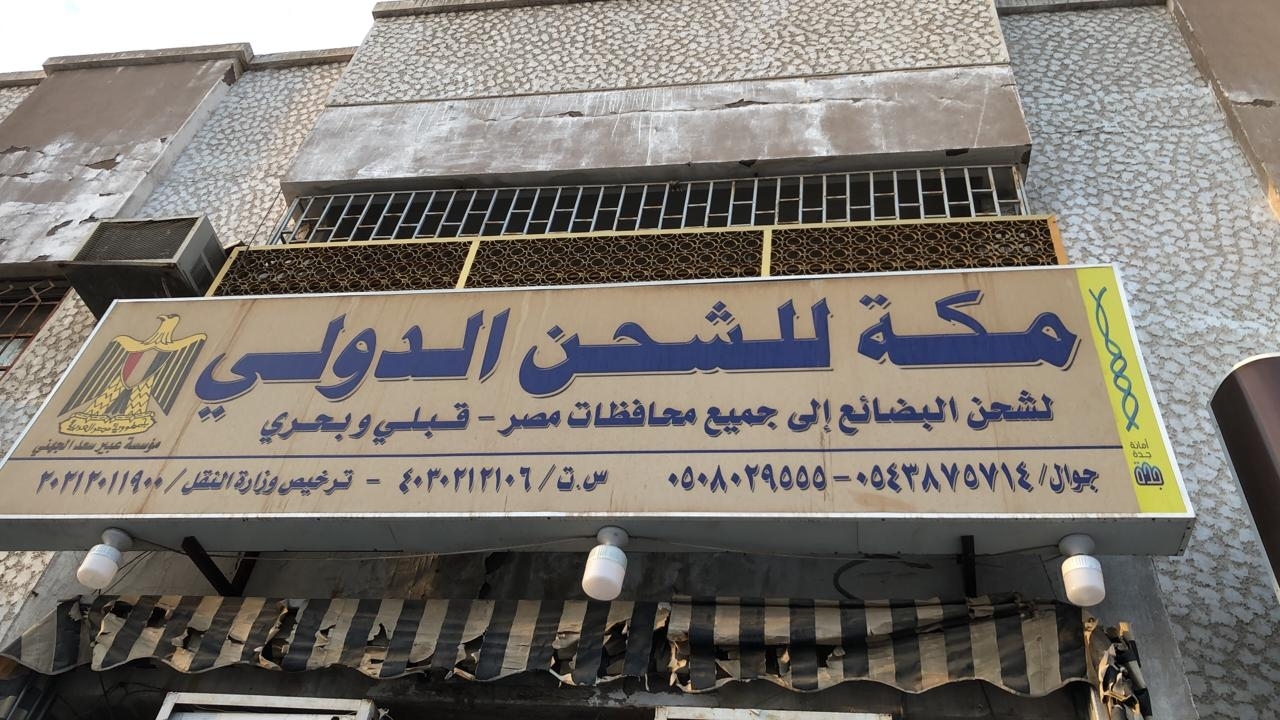 مكة للشحن الدولي
لشحن البضائع إلى جميع محافظات مصر - قبلي وبحري
مؤسسة عبير سعد الجهني
جوال/ ٠٥٤٣٨٧٥٧١٤ - ٠٥٠٨٠٢٩٥٥٥ س.ت/ ٤٠٣٠٢١٢١٠٦ - ترخيص وزارة النقل/ ٢٠٢١٢٠١١٩٠٠
أمانة
جدة
جدة